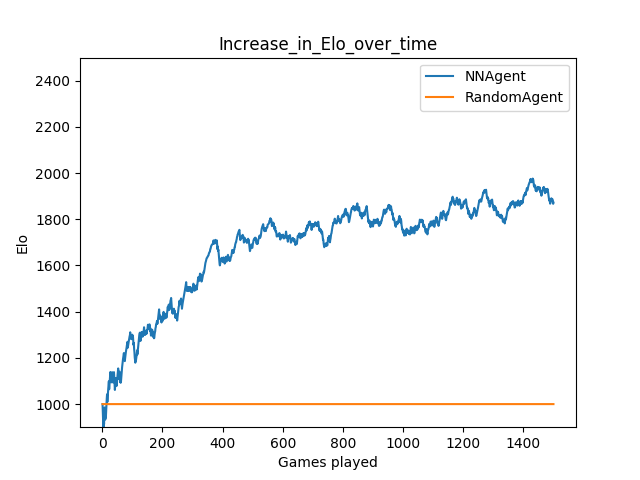 Increase_in_Elo_over_time
NNAgent
RandomAgent
2400
2200
2000
1800
1600
1400
1200
1000
Elo
0 200 400 600 800 1000 1200 1400
Games played